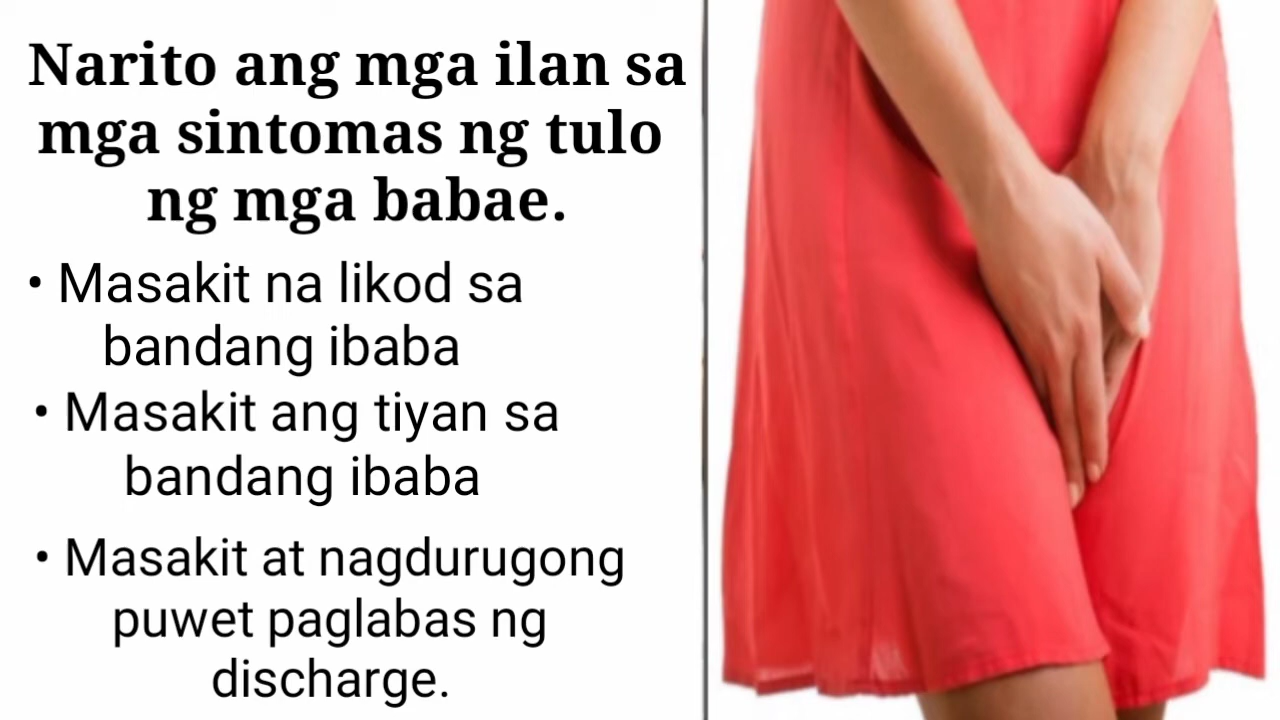 Narito ang mga ilan sa
mga sintomas ng tulo
ng mga babae.
• Masakit na likod sa
bandang ibaba
• Masakit ang tiyan sa
bandang ibaba
• Masakit at nagdurugong
puwet paglabas ng
discharge.